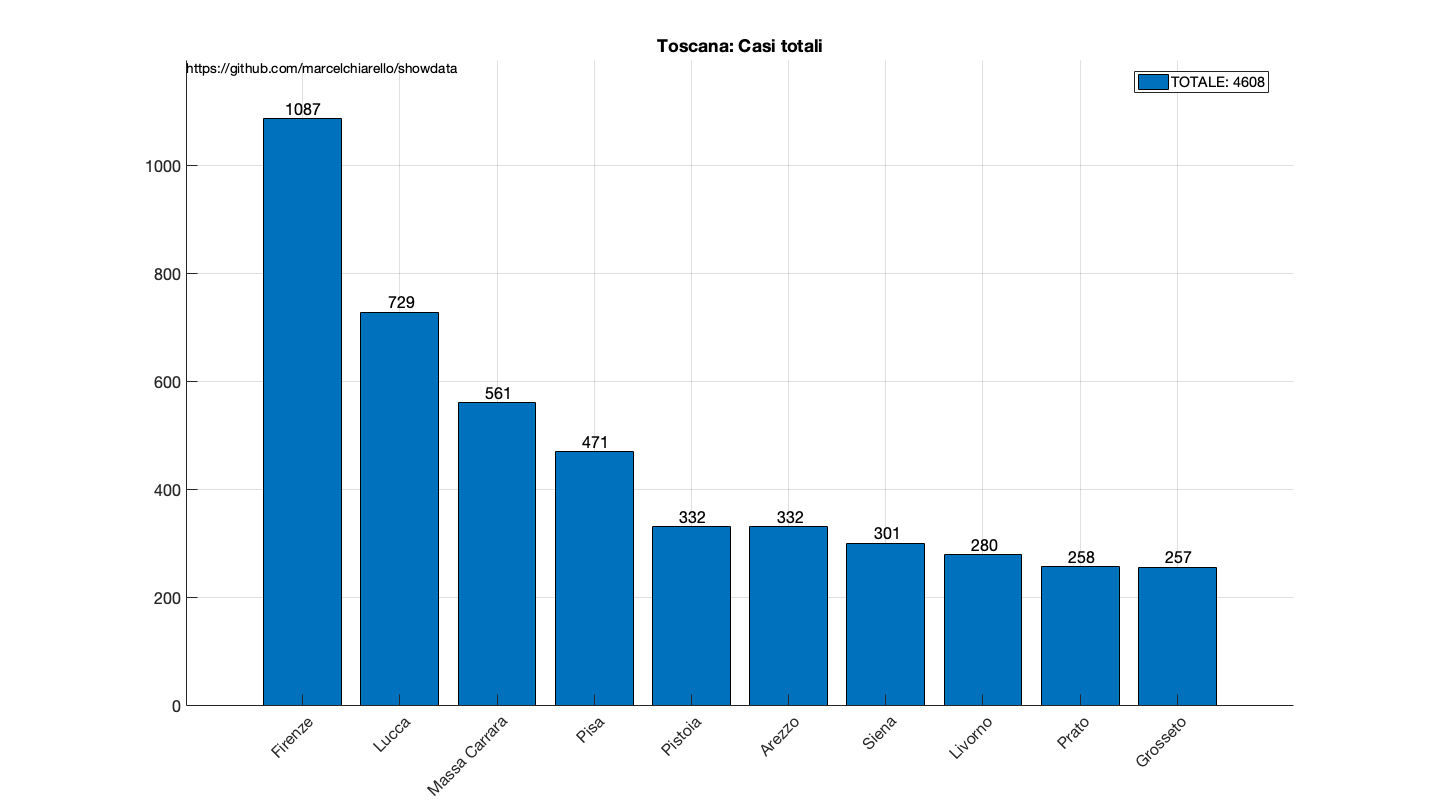 Toscana: Casi totali
https://github.com/marcelchiarello/showdata
TOTALE: 4608
1087
729
561
471
332
332
301
280
258
257
1000
800
600
400
200
0
Firenze
Lucca
Massa Carrara
Pisa
Pistoia
Arezzo
Siena
Livorno
Prato
Grosseto